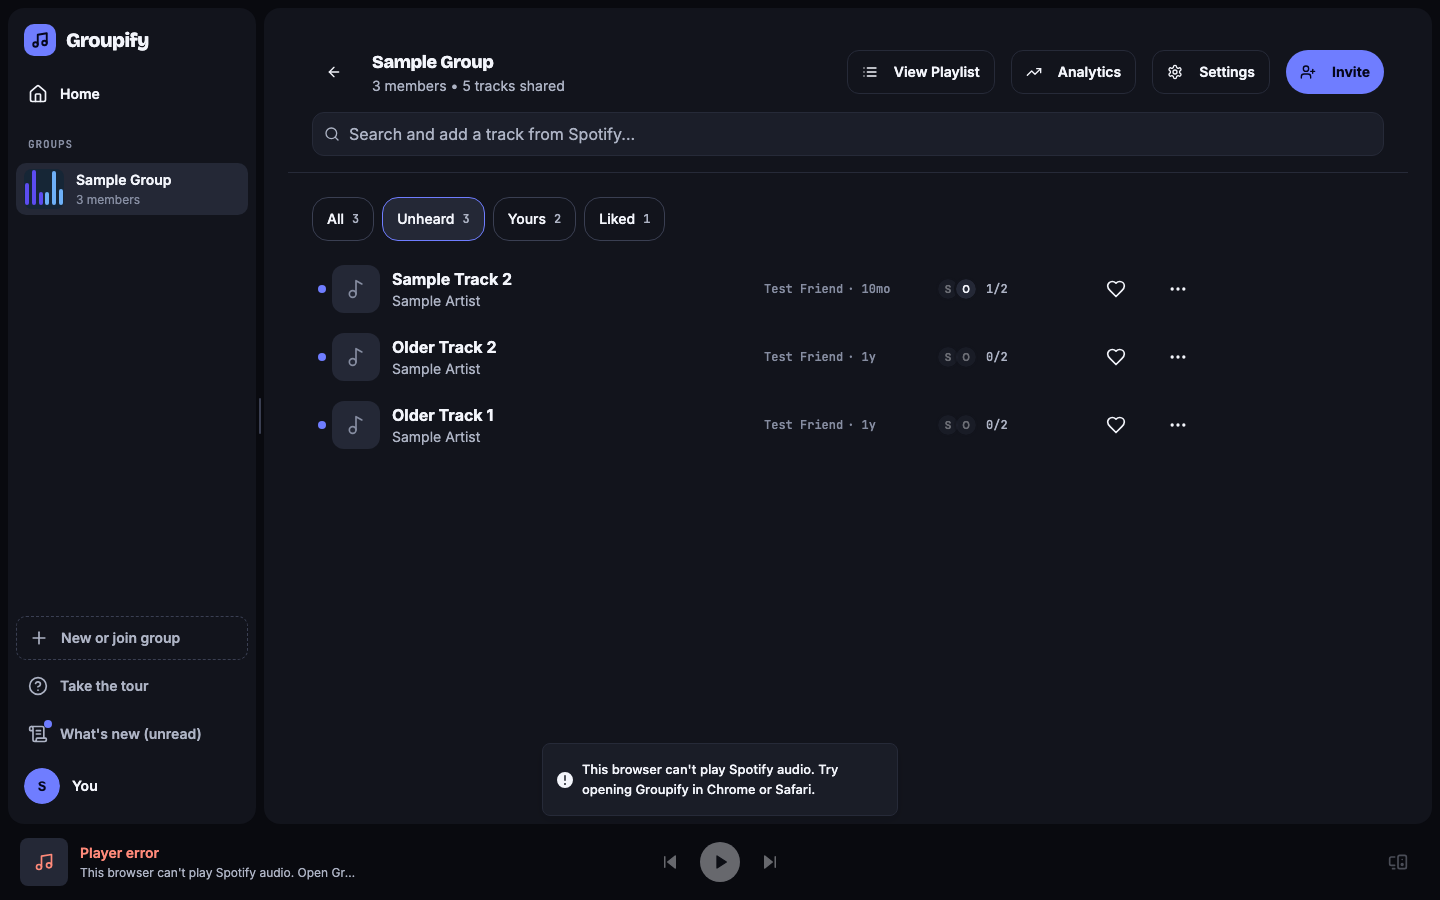 Groupify
Home
GROUPS
Sample Group
3 members
New or join group
Take the tour
What's new (unread)
S
You
Sample Group
3 members • 5 tracks shared
View Playlist
Analytics
Settings
Invite
Search and add a track from Spotify...
All 3
Unheard 3
Yours 2
Liked 1
Sample Track 2
Sample Artist
Test Friend · 10mo
S O 1/2
Older Track 2
Sample Artist
Test Friend · 1y
S O 0/2
Older Track 1
Sample Artist
Test Friend · 1y
S O 0/2
This browser can't play Spotify audio. Try
opening Groupify in Chrome or Safari.
Player error
This browser can't play Spotify audio. Open Gr...